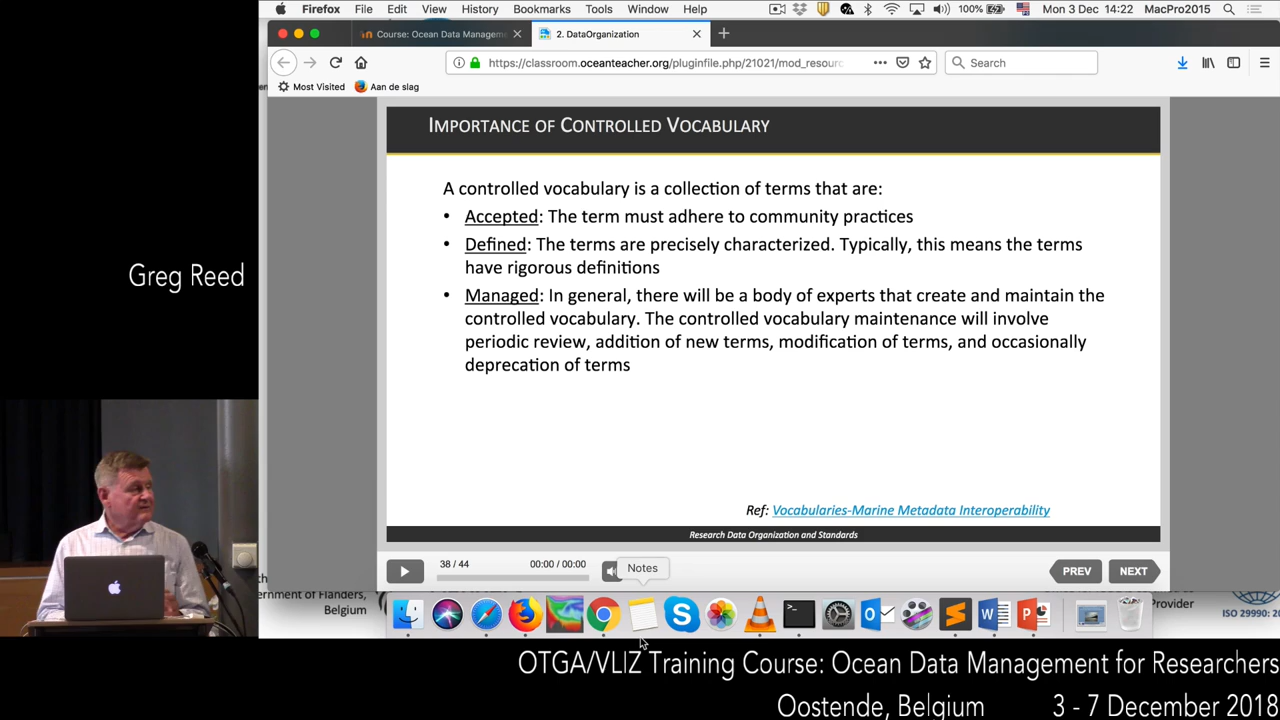 Firefox File Edit View History Bookmarks Tools Window Help 100% Mon 3 Dec 14:22 MacPro2015
Course: Ocean Data Manageme
2. DataOrganization
https://classroom.oceanteacher.org/pluginfile.php/21021/mod_resourc
Search
Most Visited Aan de slag
IMPORTANCE OF CONTROLLED VOCABULARY
A controlled vocabulary is a collection of terms that are:
• Accepted: The term must adhere to community practices
• Defined: The terms are precisely characterized. Typically, this means the terms
have rigorous definitions
• Managed: In general, there will be a body of experts that create and maintain the
controlled vocabulary. The controlled vocabulary maintenance will involve
periodic review, addition of new terms, modification of terms, and occasionally
deprecation of terms
Ref: Vocabularies-Marine Metadata Interoperability
Research Data Organization and Standards
38 / 44 00:00 / 00:00
Notes
PREV NEXT
Greg Reed
ernment of Flanders,
Belgium
Provider
ISO 29990: 20
OTGA/VLIZ Training Course: Ocean Data Management for Researchers
Oostende, Belgium 3 - 7 December 2018